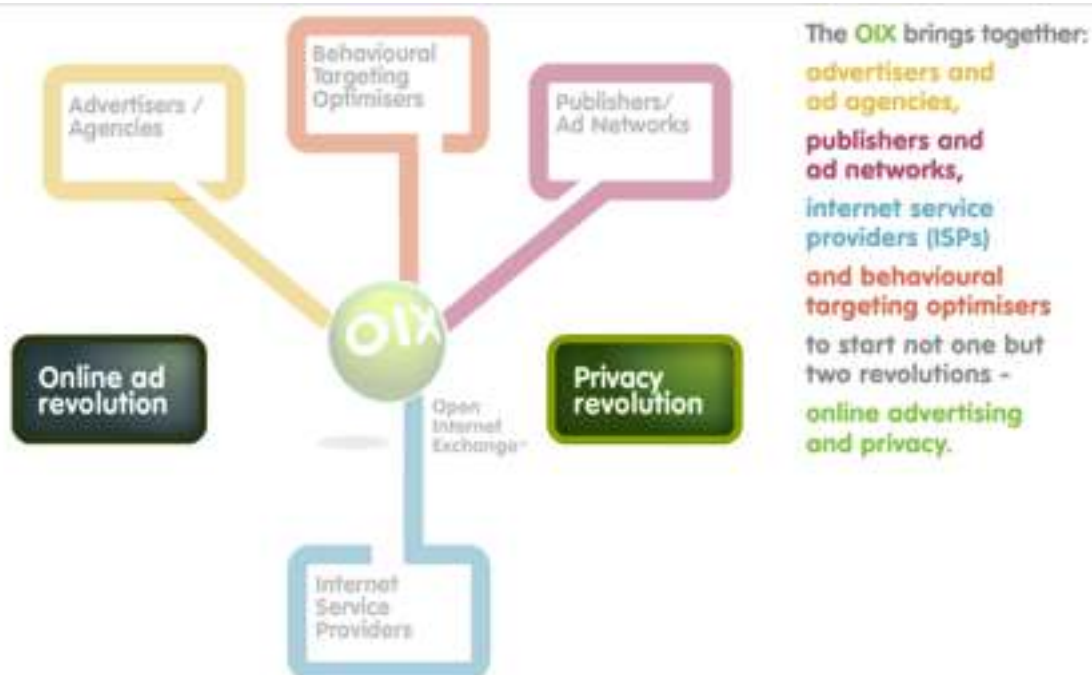 Advertisers /
Agencies
Behavioural
Targeting
Optimisers
Publishers/
Ad Networks
OIX
Open
Internet
Exchange™
Online ad
revolution
Privacy
revolution
Internet
Service
Providers
The OIX brings together:
advertisers and
ad agencies,
publishers and
ad networks,
internet service
providers (ISPs)
and behavioural
targeting optimisers
to start not one but
two revolutions –
online advertising
and privacy.